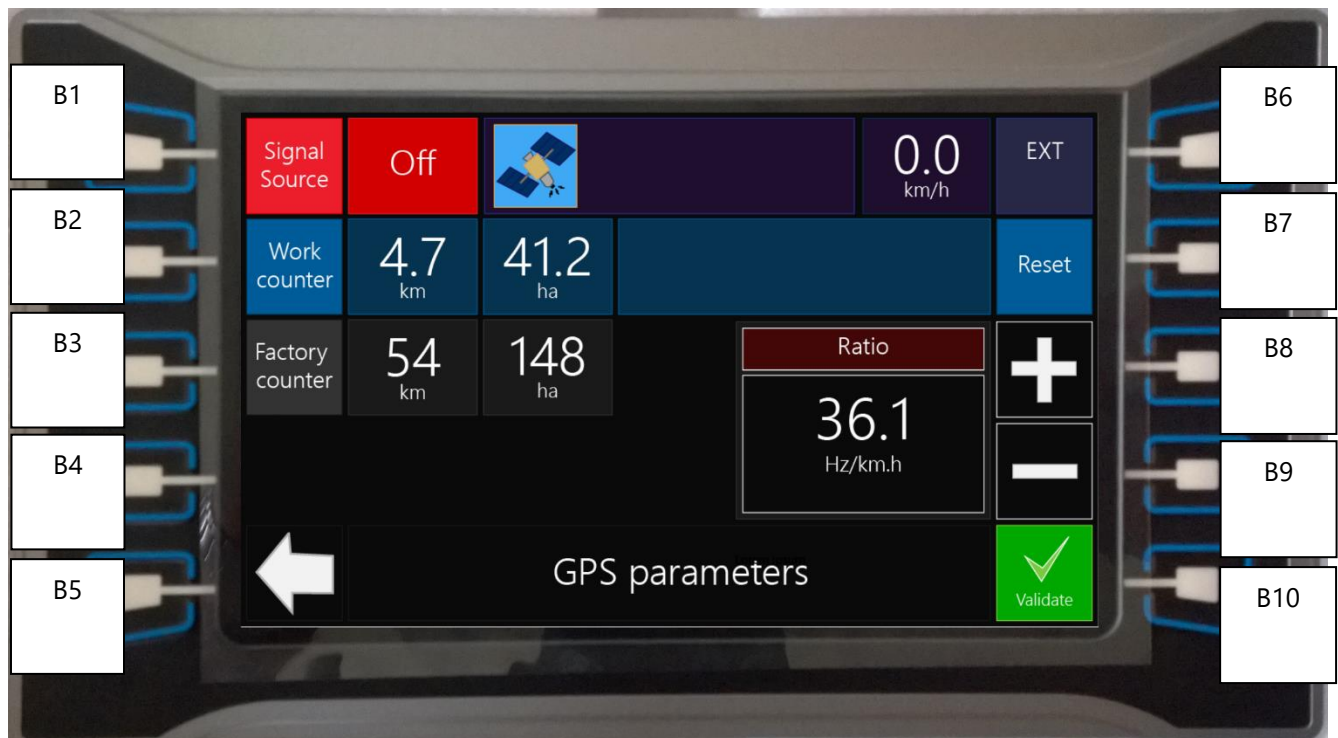 B1
B2
B3
B4
B5
Signal
Source
Off
0.0
km/h
EXT
Work
counter
4.7
km
41.2
ha
Reset
Factory
counter
54
km
148
ha
Ratio
36.1
Hz/km.h
GPS parameters
Validate
B6
B7
B8
B9
B10